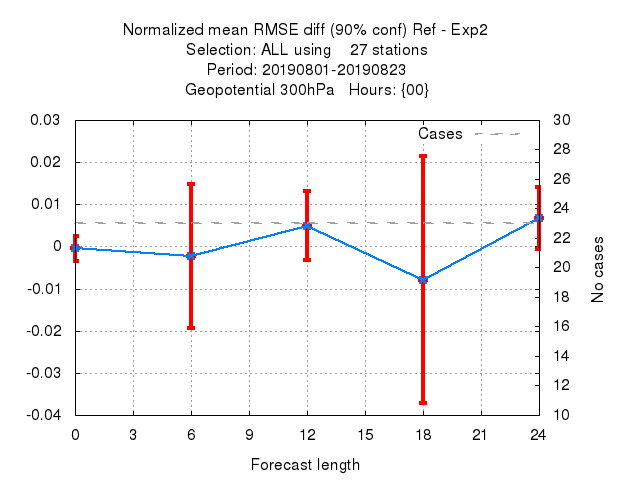 Normalized mean RMSE diff (90% conf) Ref - Exp2
Selection: ALL using    27 stations
Period: 20190801-20190823
Geopotential 300hPa   Hours: {00}
Cases
0.03
0.02
0.01
0
-0.01
-0.02
-0.03
-0.04
30
28
26
24
22
20
18
16
14
12
10
No cases
0 3 6 9 12 15 18 21 24
Forecast length